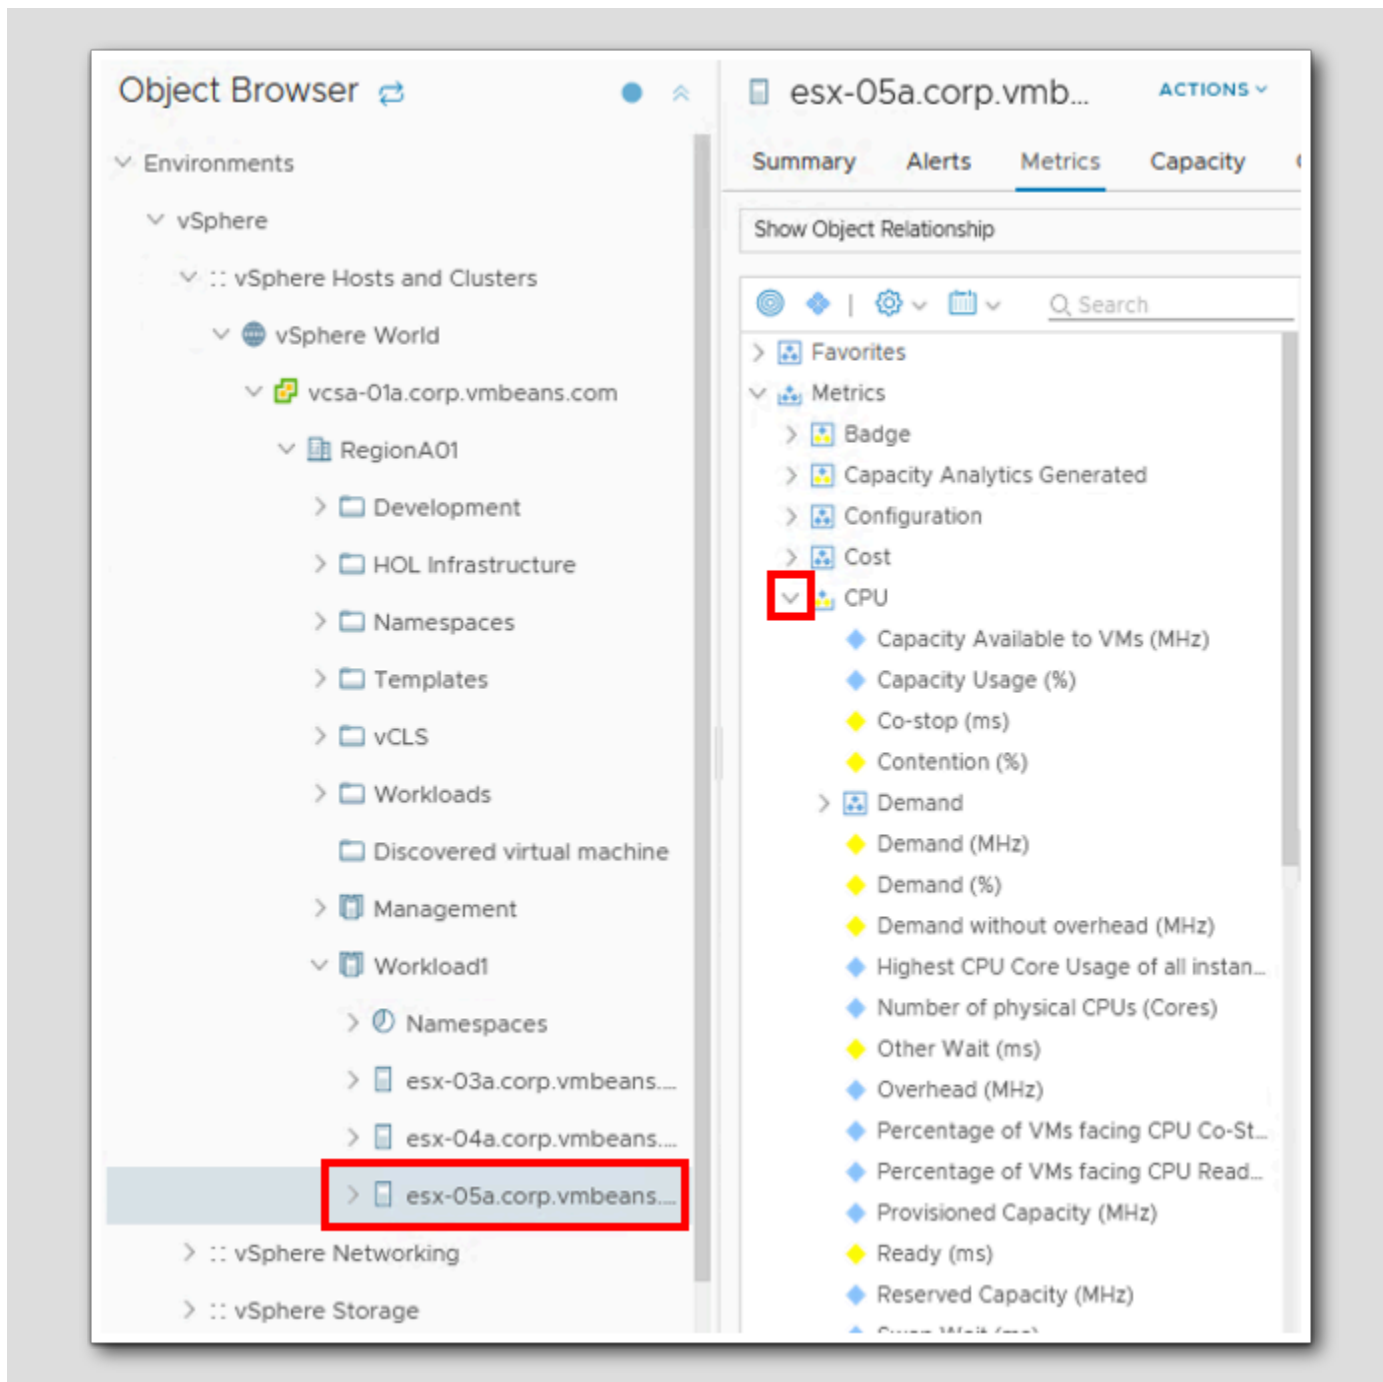 Object Browser
Environments
vSphere
vSphere Hosts and Clusters
vSphere World
vcsa-01a.corp.vmbeans.com
RegionA01
Development
HOL Infrastructure
Namespaces
Templates
vCLS
Workloads
Discovered virtual machine
Management
Workload1
Namespaces
esx-03a.corp.vmbeans....
esx-04a.corp.vmbeans....
esx-05a.corp.vmbeans....
vSphere Networking
vSphere Storage
esx-05a.corp.vmb... ACTIONS
Summary Alerts Metrics Capacity
Show Object Relationship
Search
Favorites
Metrics
Badge
Capacity Analytics Generated
Configuration
Cost
CPU
Capacity Available to VMs (MHz)
Capacity Usage (%)
Co-stop (ms)
Contention (%)
Demand
Demand (MHz)
Demand (%)
Demand without overhead (MHz)
Highest CPU Core Usage of all instan...
Number of physical CPUs (Cores)
Other Wait (ms)
Overhead (MHz)
Percentage of VMs facing CPU Co-St...
Percentage of VMs facing CPU Read...
Provisioned Capacity (MHz)
Ready (ms)
Reserved Capacity (MHz)
Swap Wait (ms)